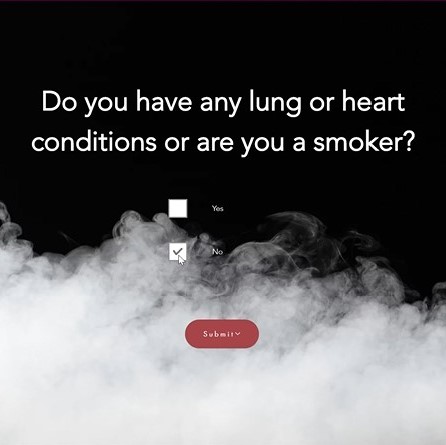 Do you have any lung or heart
conditions or are you a smoker?
Yes
No
Submit